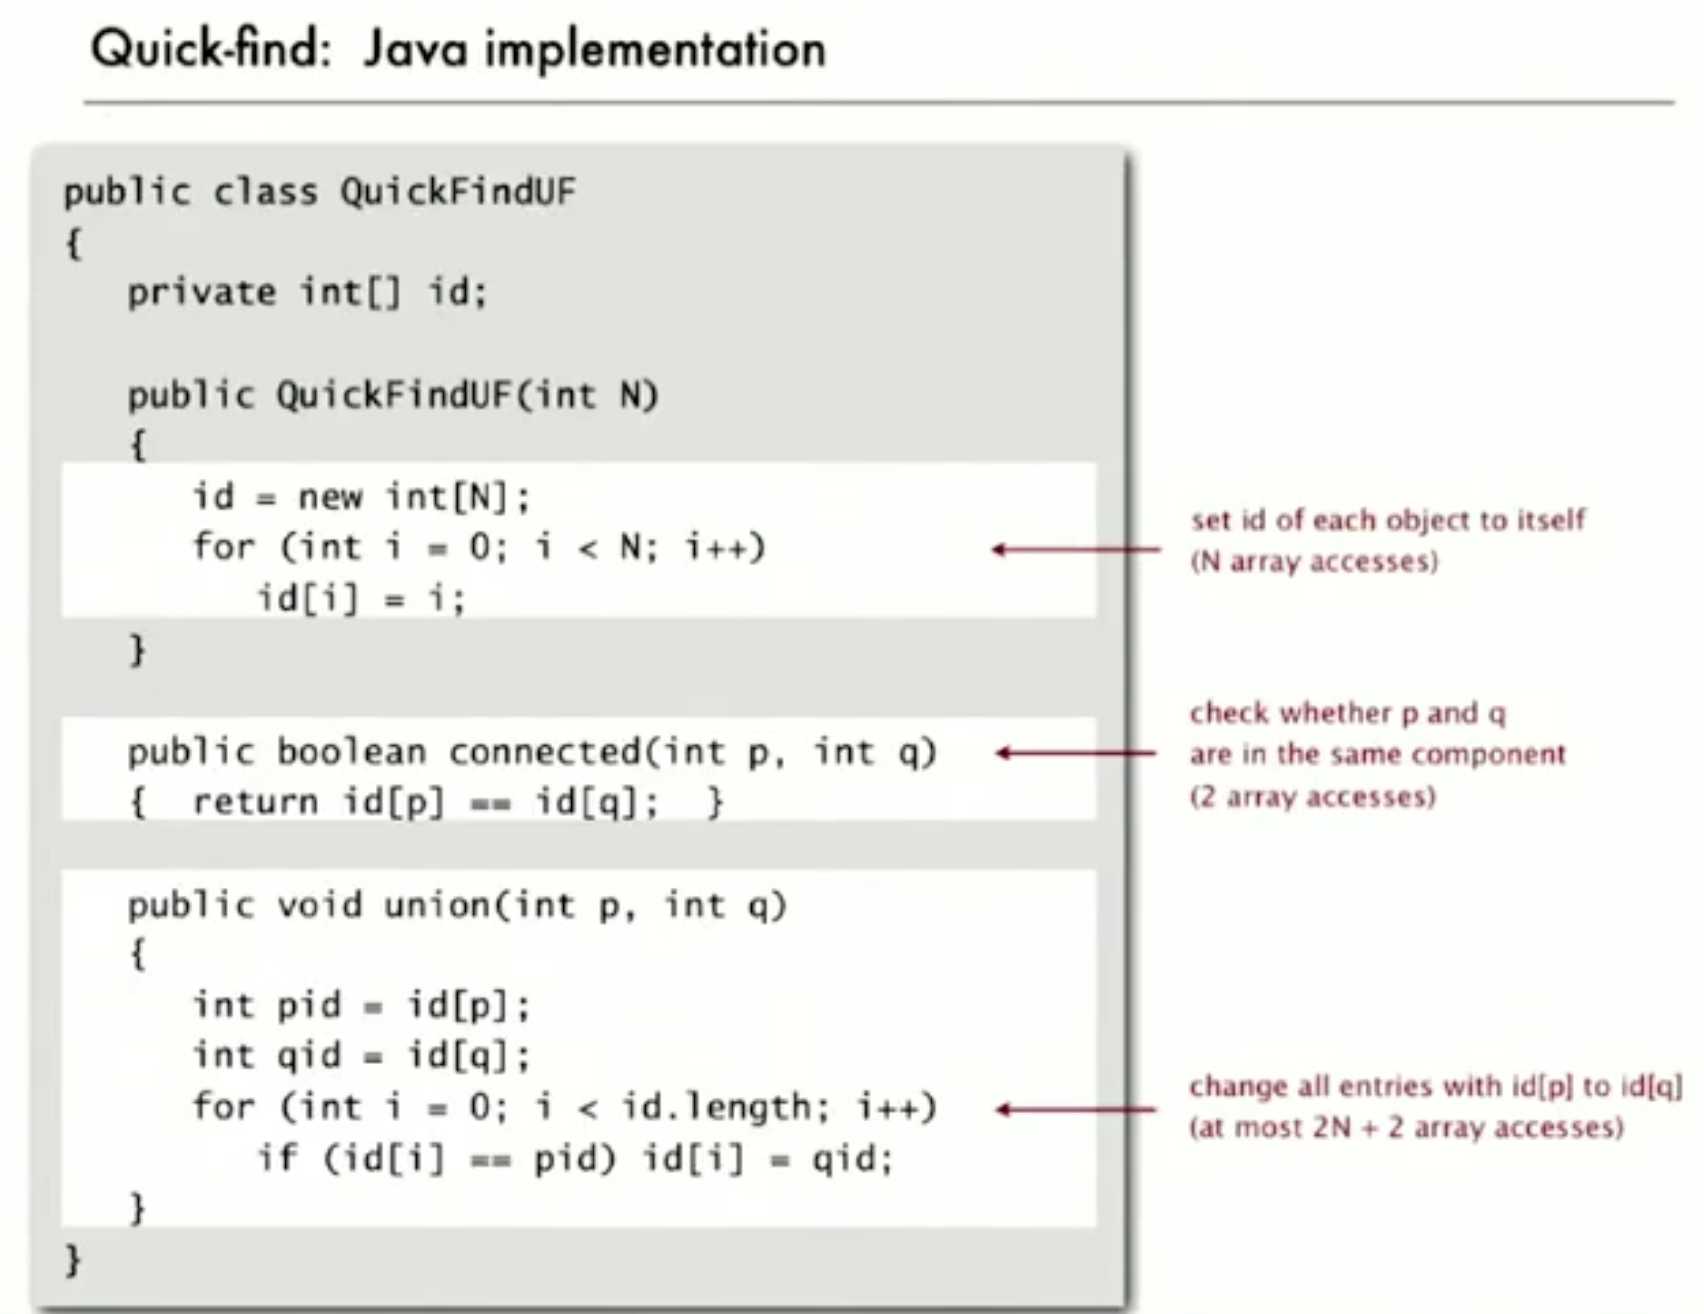 Quick-find: Java implementation
public class QuickFindUF
{
   private int[] id;

   public QuickFindUF(int N)
   {
      id = new int[N];
      for (int i = 0; i < N; i++)
         id[i] = i;
   }
set id of each object to itself
(N array accesses)

   public boolean connected(int p, int q)
   {  return id[p] == id[q];  }
check whether p and q
are in the same component
(2 array accesses)

   public void union(int p, int q)
   {
      int pid = id[p];
      int qid = id[q];
      for (int i = 0; i < id.length; i++)
         if (id[i] == pid) id[i] = qid;
   }
}
change all entries with id[p] to id[q]
(at most 2N + 2 array accesses)